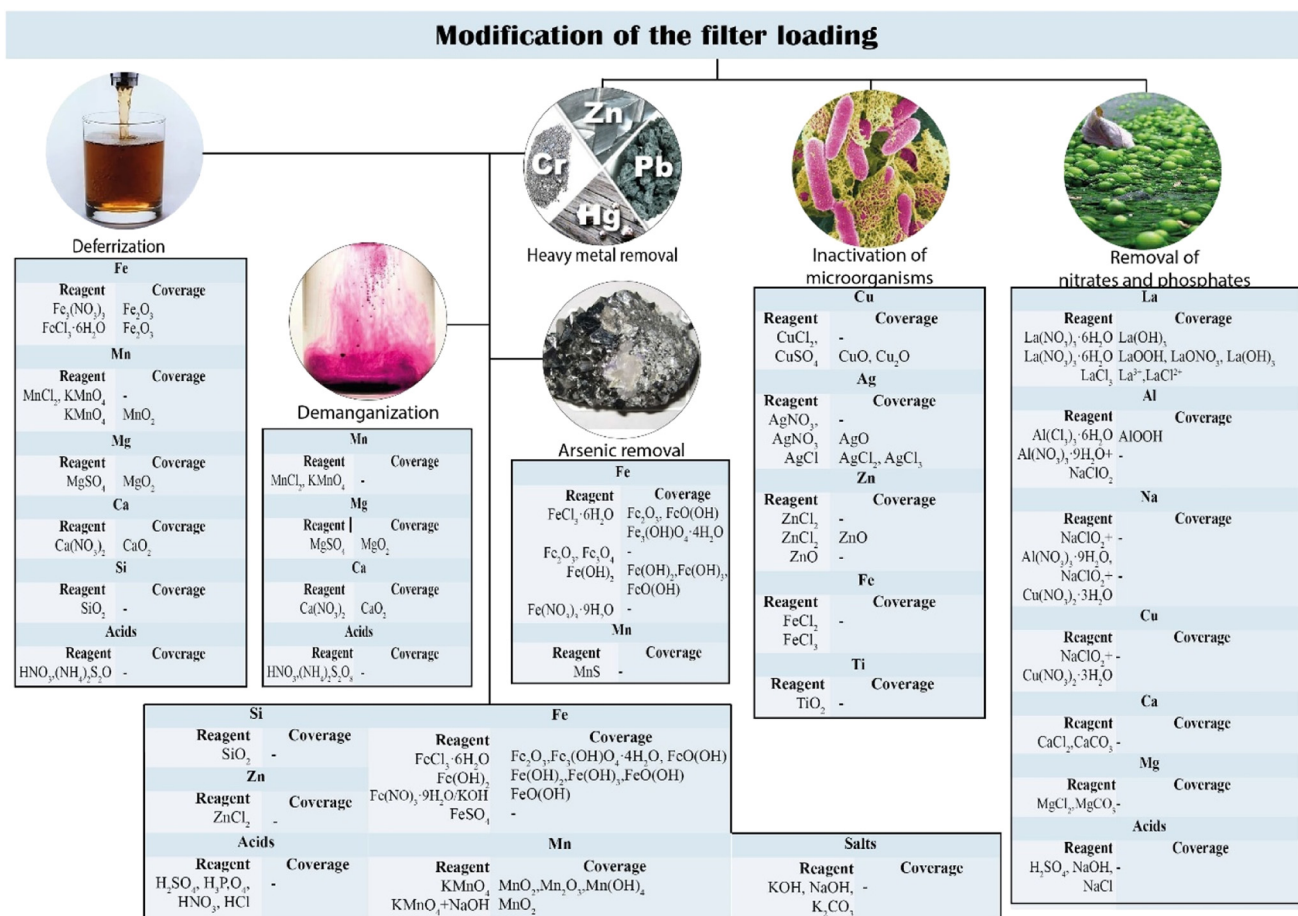 Modification of the filter loading
Zn
Cr
Pb
Hg
Deferrization
Fe
Reagent Coverage
Fe₃(NO₃)₃ Fe₂O₃
FeCl₃·6H₂O Fe₂O₃
Mn
Reagent Coverage
MnCl₂, KMnO₄ -
KMnO₄ MnO₂
Mg
Reagent Coverage
MgSO₄ MgO₂
Ca
Reagent Coverage
Ca(NO₃)₂ CaO₂
Si
Reagent Coverage
SiO₂ -
Acids
Reagent Coverage
HNO₃,(NH₄)₂S₂O -
Demanganization
Mn
Reagent Coverage
MnCl₂, KMnO₄ -
Mg
Reagent Coverage
MgSO₄ MgO₂
Ca
Reagent Coverage
Ca(NO₃)₂ CaO₂
Acids
Reagent Coverage
HNO₃,(NH₄)₂S₂O₈ -
Heavy metal removal
Arsenic removal
Fe
Reagent Coverage
FeCl₃·6H₂O Fe₂O₃, FeO(OH)
Fe₃(OH)O₄·4H₂O
Fe₂O₃, Fe₃O₄ -
Fe(OH)₂ Fe(OH)₂,Fe(OH)₃,
FeO(OH)
Fe(NO₃)₃·9H₂O -
Mn
Reagent Coverage
MnS -
Inactivation of
microorganisms
Cu
Reagent Coverage
CuCl₂, -
CuSO₄ CuO, Cu₂O
Ag
Reagent Coverage
AgNO₃, -
AgNO₃ AgO
AgCl AgCl₂, AgCl₃
Zn
Reagent Coverage
ZnCl₂ -
ZnCl₂ ZnO
ZnO -
Fe
Reagent Coverage
FeCl₂ -
FeCl₃
Ti
Reagent Coverage
TiO₂ -
Removal of
nitrates and phosphates
La
Reagent Coverage
La(NO₃)₃·6H₂O La(OH)₃
La(NO₃)₃·6H₂O LaOOH, LaONO₃, La(OH)₃
LaCl₃ La³⁺,LaCl²⁺
Al
Reagent Coverage
Al(Cl₃)₃·6H₂O AlOOH
Al(NO₃)₃·9H₂O+ -
NaClO₂
Na
Reagent Coverage
NaClO₂+ -
Al(NO₃)₃·9H₂O,
NaClO₂+ -
Cu(NO₃)₂·3H₂O
Cu
Reagent Coverage
NaClO₂+ -
Cu(NO₃)₂·3H₂O
Ca
Reagent Coverage
CaCl₂,CaCO₃ -
Mg
Reagent Coverage
MgCl₂,MgCO₃ -
Acids
Reagent Coverage
H₂SO₄, NaOH, -
NaCl
Si
Reagent Coverage
SiO₂ -
Zn
Reagent Coverage
ZnCl₂ -
Acids
Reagent Coverage
H₂SO₄, H₃P,O₄, -
HNO₃, HCl
Fe
Reagent Coverage
FeCl₃·6H₂O Fe₂O₃,Fe₃(OH)O₄·4H₂O, FeO(OH)
Fe(OH)₂ Fe(OH)₂,Fe(OH)₃,FeO(OH)
Fe(NO)₃·9H₂O/KOH FeO(OH)
FeSO₄ -
Mn
Reagent Coverage
KMnO₄ MnO₂,Mn₂O₃,Mn(OH)₄
KMnO₄+NaOH MnO₂
Salts
Reagent Coverage
KOH, NaOH, -
K₂CO₃